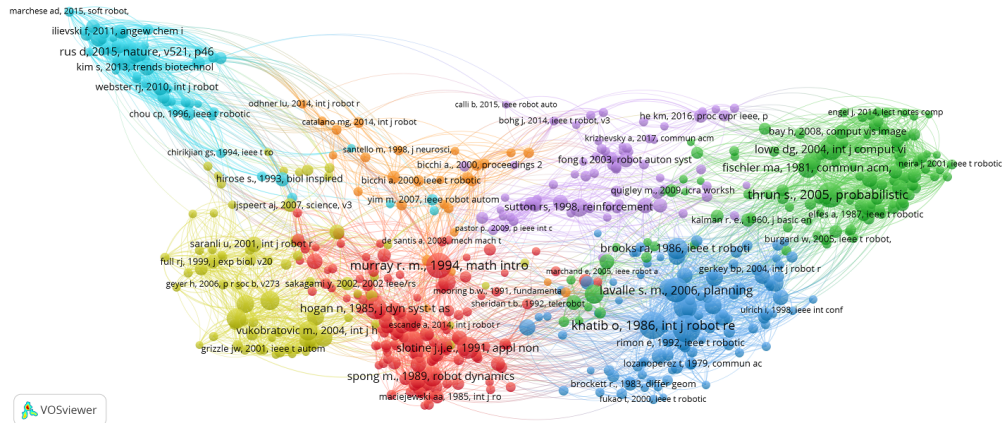 marchese ad, 2015, soft robot,
ilievski f, 2011, angew chem i
rus d, 2015, nature, v521, p46
kim s, 2013, trends biotechnol
webster rj, 2010, int j robot
chou cp, 1996, ieee t robotic
odhner lu, 2014, int j robot r
catalano mg, 2014, int j robot
calli b, 2015, ieee robot auto
bohg j, 2014, ieee t robot, v3
he km, 2016, proc cvpr ieee, p
engel j, 2014, lect notes comp
bay h, 2008, comput vis image
krizhevsky a, 2017, commun acm
lowe dg, 2004, int j comput vi
chirikjian gs, 1994, ieee t co
santello m, 1998, j neurosci,
bicchi a., 2000, proceedings 2
fong t, 2003, robot auton syst
fischler ma, 1981, commun acm,
neira j, 2001, ieee t robotic
hirose s., 1993, biol inspired
bicchi a, 2000, ieee t robotic
quigley m., 2009, icra worksh
thrun s., 2005, probabilistic
ijspeert aj, 2007, science, v3
yim m, 2007, ieee robot autom
sutton rs, 1998, reinforcement
kalman r. e., 1960, j basic en
elfes a, 1987, ieee t robotic
pastor p., 2009, p ieee int c
burgard w, 2005, ieee t robot,
saranli u, 2001, int j robot r
de santis a, 2008, mech mach t
brooks ra, 1986, ieee t roboti
full rj, 1999, j exp biol, v20
murray r. m., 1994, math intro
marchand e, 2005, ieee robot a
gerkey bp, 2004, int j robot r
geyer h, 2006, p r soc b, v273
sakagami y, 2002, 2002 ieee/rs
mooring b.w., 1991, fundamenta
sheridan t.b., 1992, telerobot
lavalle s. m., 2006, planning
hogan n, 1985, j dyn syst-t as
ulrich i, 1998, ieee int conf
vukobratovic m., 2004, int j h
escande a, 2014, int j robot r
khatib o, 1986, int j robot re
grizzle jw, 2001, ieee t autom
slotine j.j.e., 1991, appl non
rimon e, 1992, ieee t robotic
lozanoperez t, 1979, commun ac
spong m., 1989, robot dynamics
brockett r., 1983, differ geom
maciejewski aa, 1985, int j ro
fukao t, 2000, ieee t robotic
VOSviewer